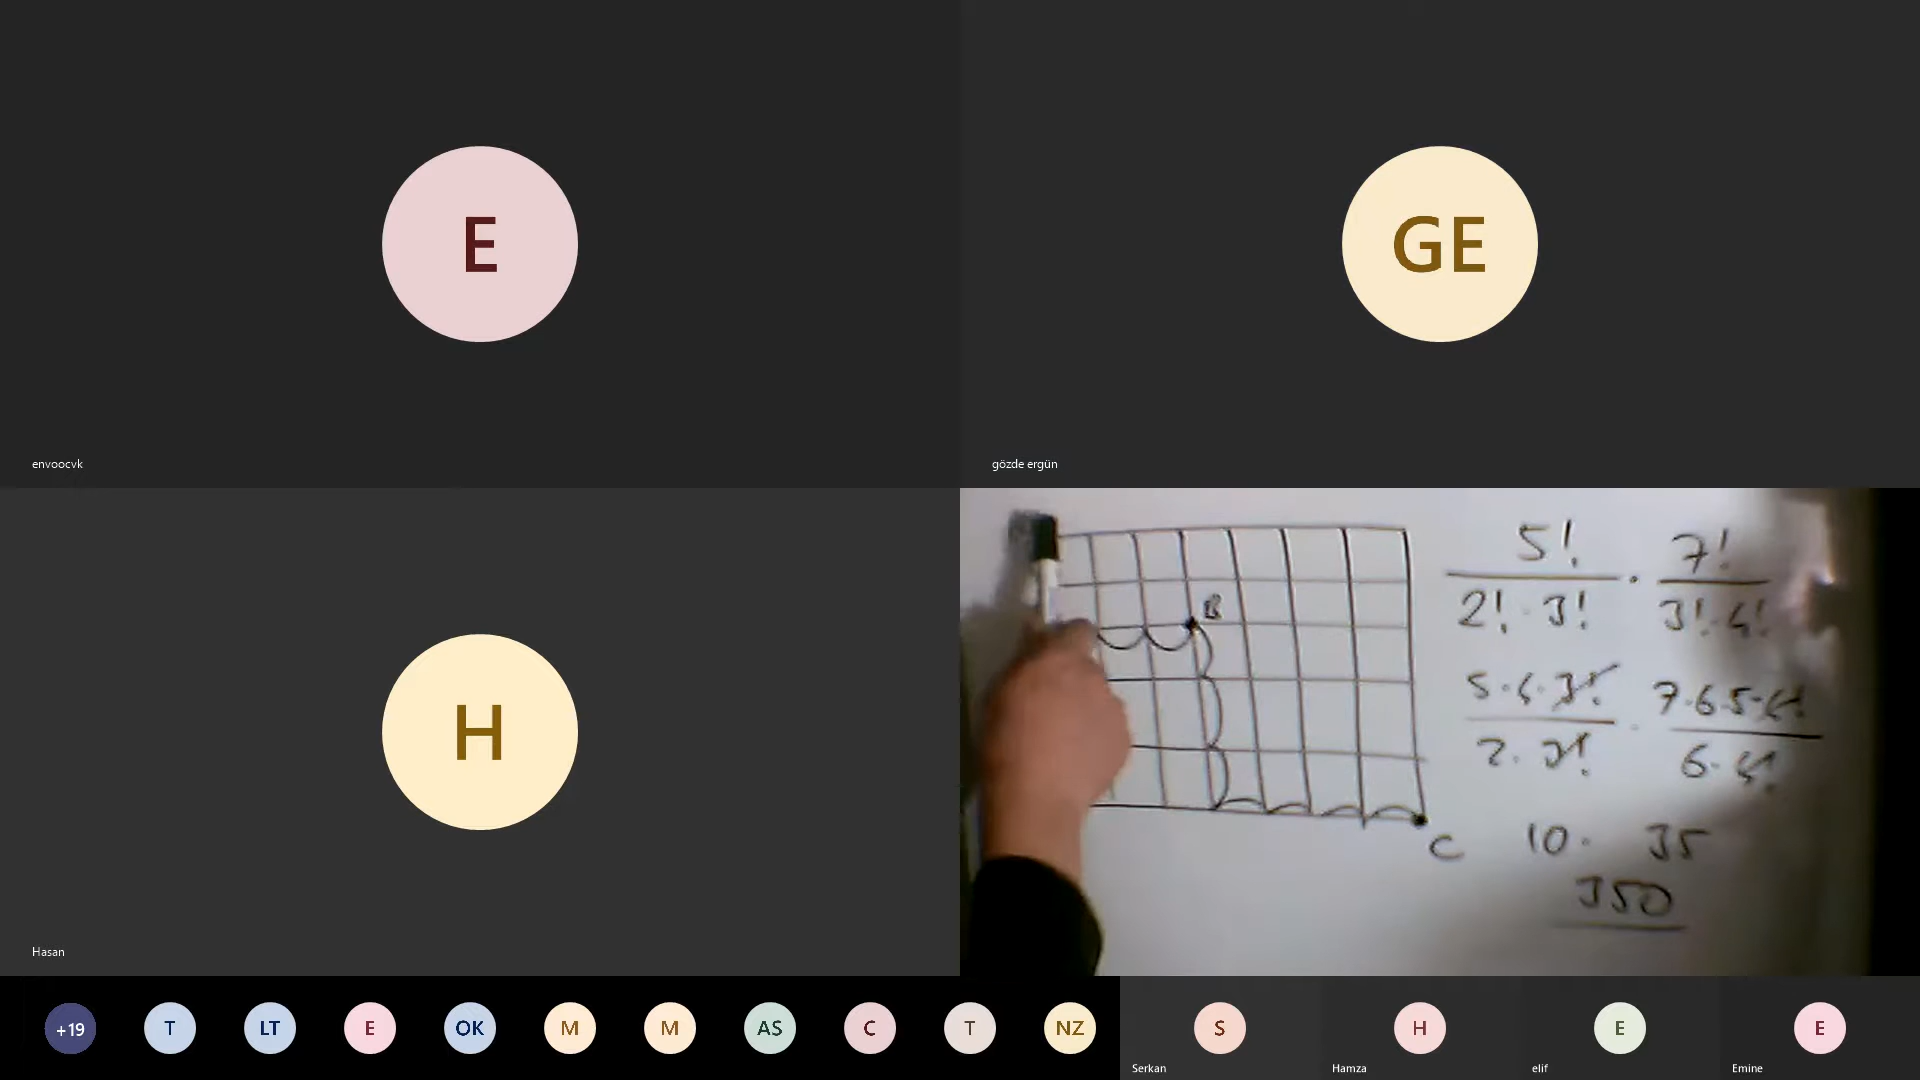 E
envoocvk
GE
gözde ergün
H
Hasan
B
C
5! / 2! · 3! · 7! / 3! · 4!
5 · 4 · 3! / 2 · 3! · 7 · 6 · 5 · 4! / 6 · 4!
10 · 35
350
+19
T
LT
E
OK
M
M
AS
C
T
NZ
S
Serkan
H
Hamza
E
elif
E
Emine